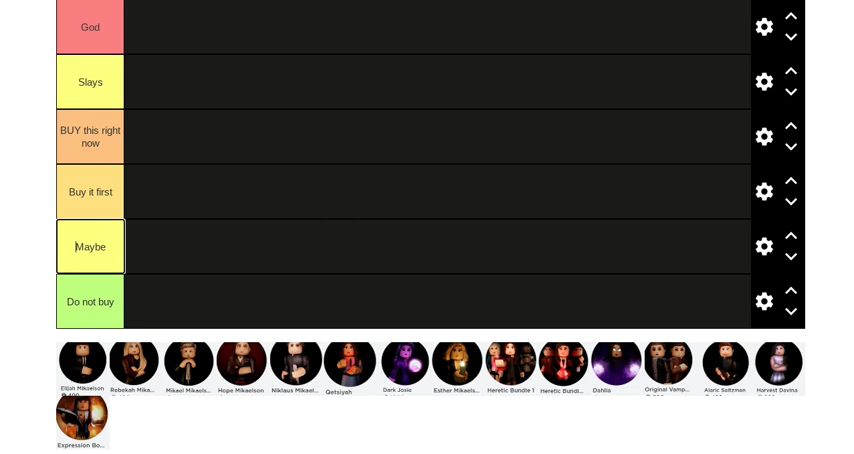 God
Slays
BUY this right
now
Buy it first
Maybe
Do not buy
Elijah Mikaelson
Rebekah Mika...
Mikael Mikaels...
Hope Mikaelson
Niklaus Mikael...
Qetsiyah
Dark Josie
Esther Mikaels...
Heretic Bundle 1
Heretic Bundl...
Dahlia
Original Vamp...
Alaric Saltzman
Harvest Davina
Expression Bo...